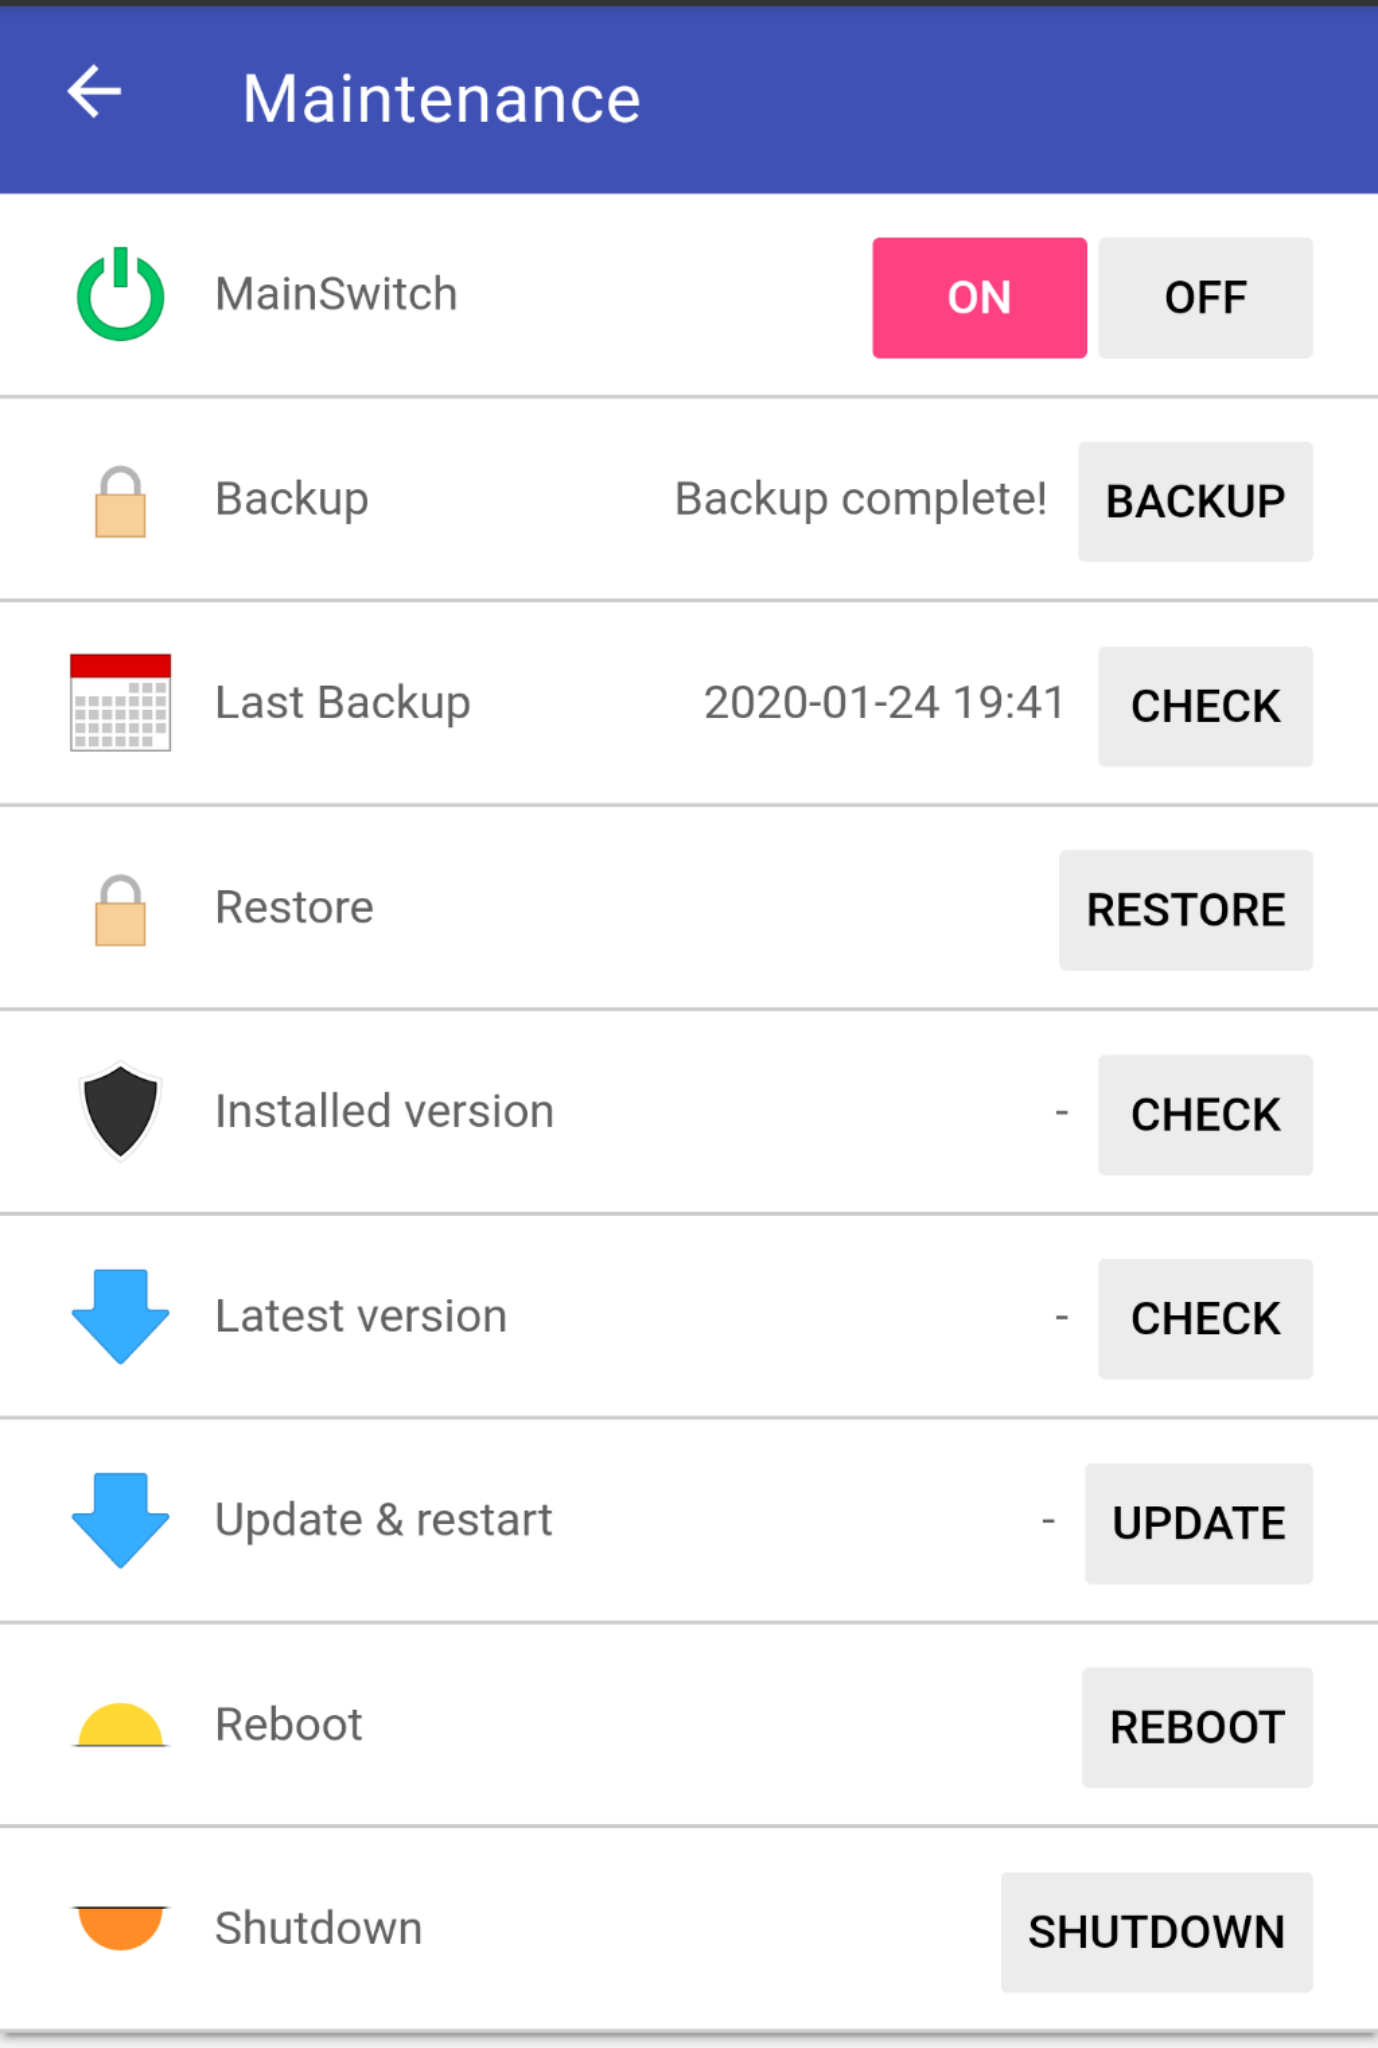 Maintenance
MainSwitch ON OFF
Backup Backup complete! BACKUP
Last Backup 2020-01-24 19:41 CHECK
Restore RESTORE
Installed version - CHECK
Latest version - CHECK
Update & restart - UPDATE
Reboot REBOOT
Shutdown SHUTDOWN